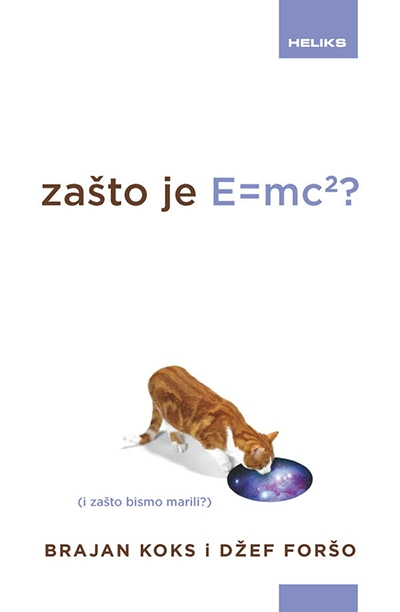 HELIKS
zašto je E=mc²?
(i zašto bismo marili?)
BRAJAN KOKS i DŽEF FORŠO